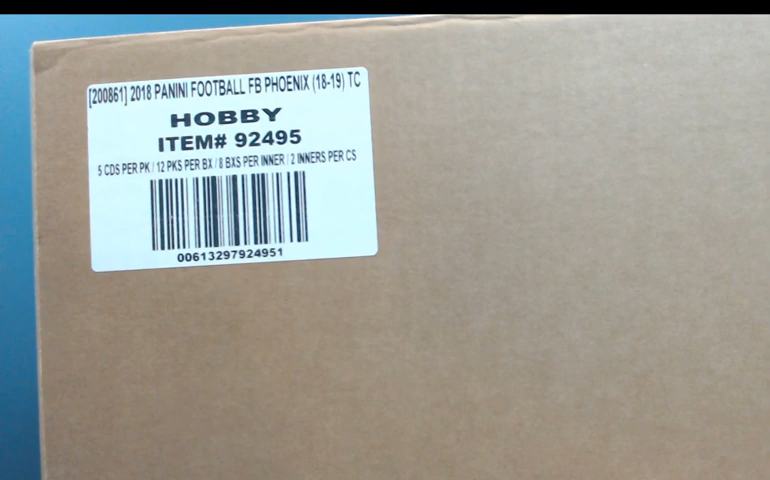 [200861] 2018 PANINI FOOTBALL FB PHOENIX (18-19) TC
HOBBY
ITEM# 92495
5 CDS PER PK / 12 PKS PER BX / 8 BXS PER INNER / 2 INNERS PER CS
00613297924951